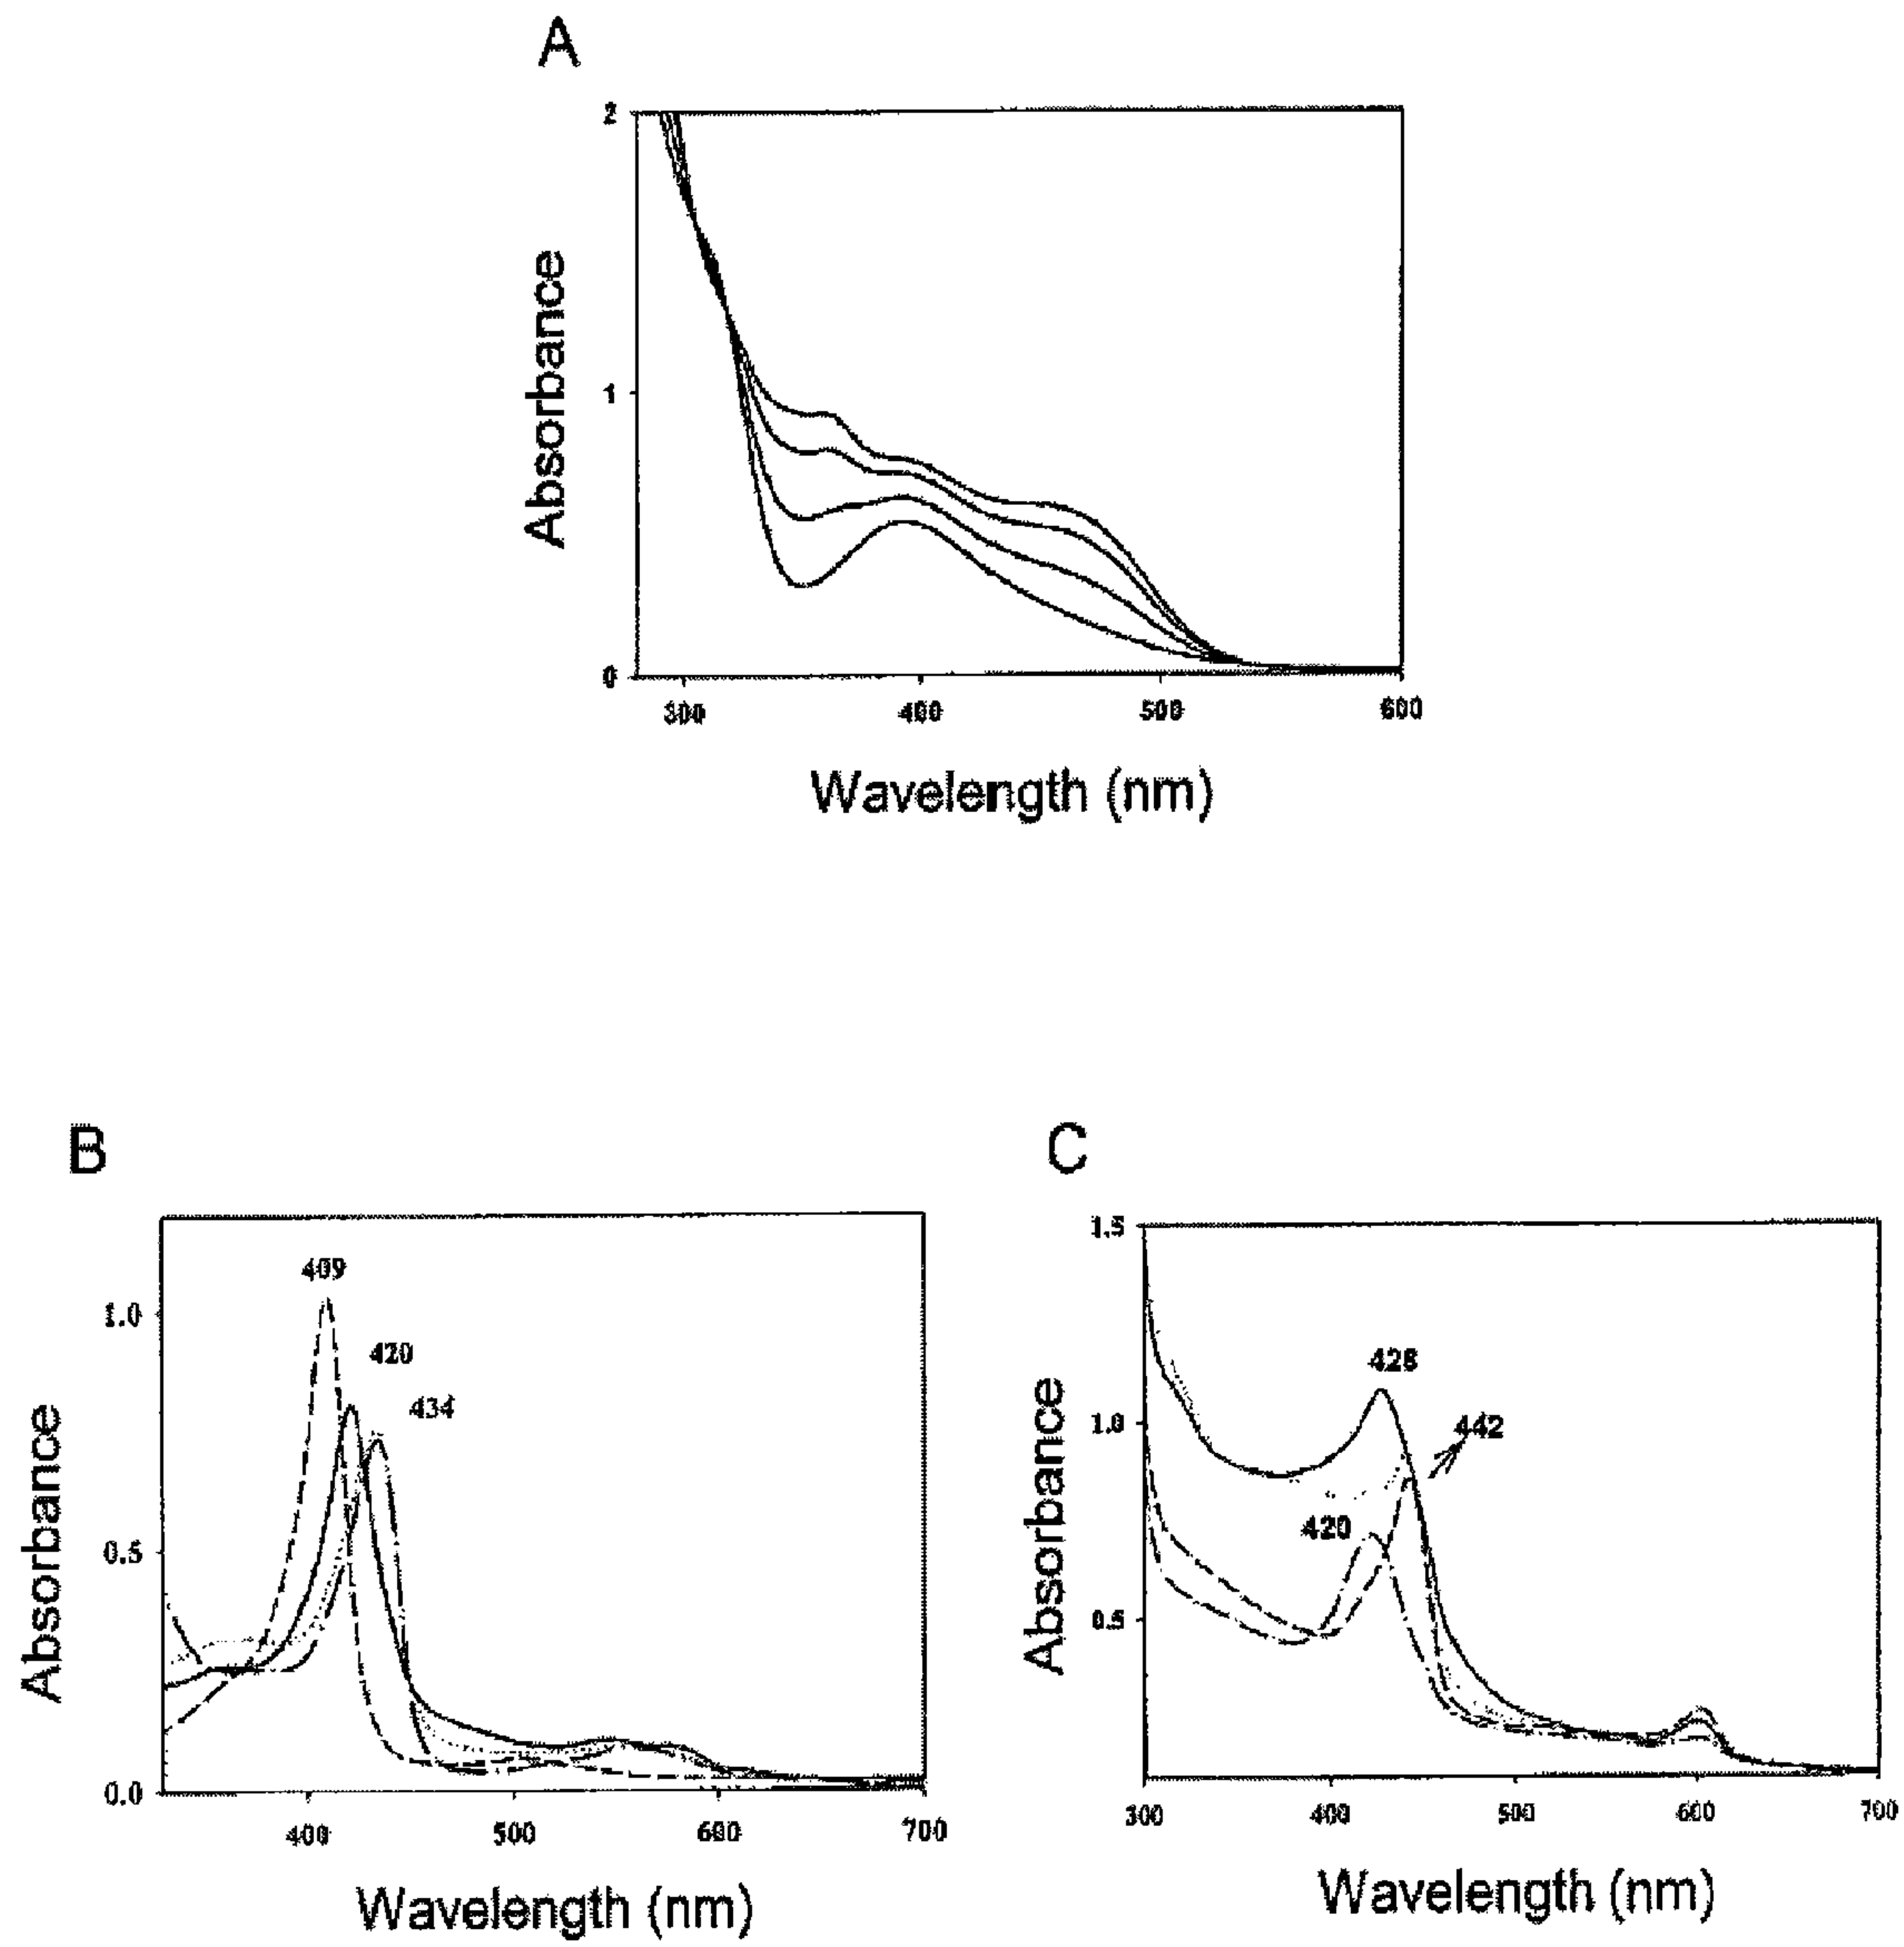 A
2
1
0
Absorbance
300 400 500 600
Wavelength (nm)
B
409
420
434
1.0
0.5
0.0
Absorbance
400 500 600 700
Wavelength (nm)
C
1.5
428
1.0
442
420
0.5
Absorbance
300 400 500 600 700
Wavelength (nm)